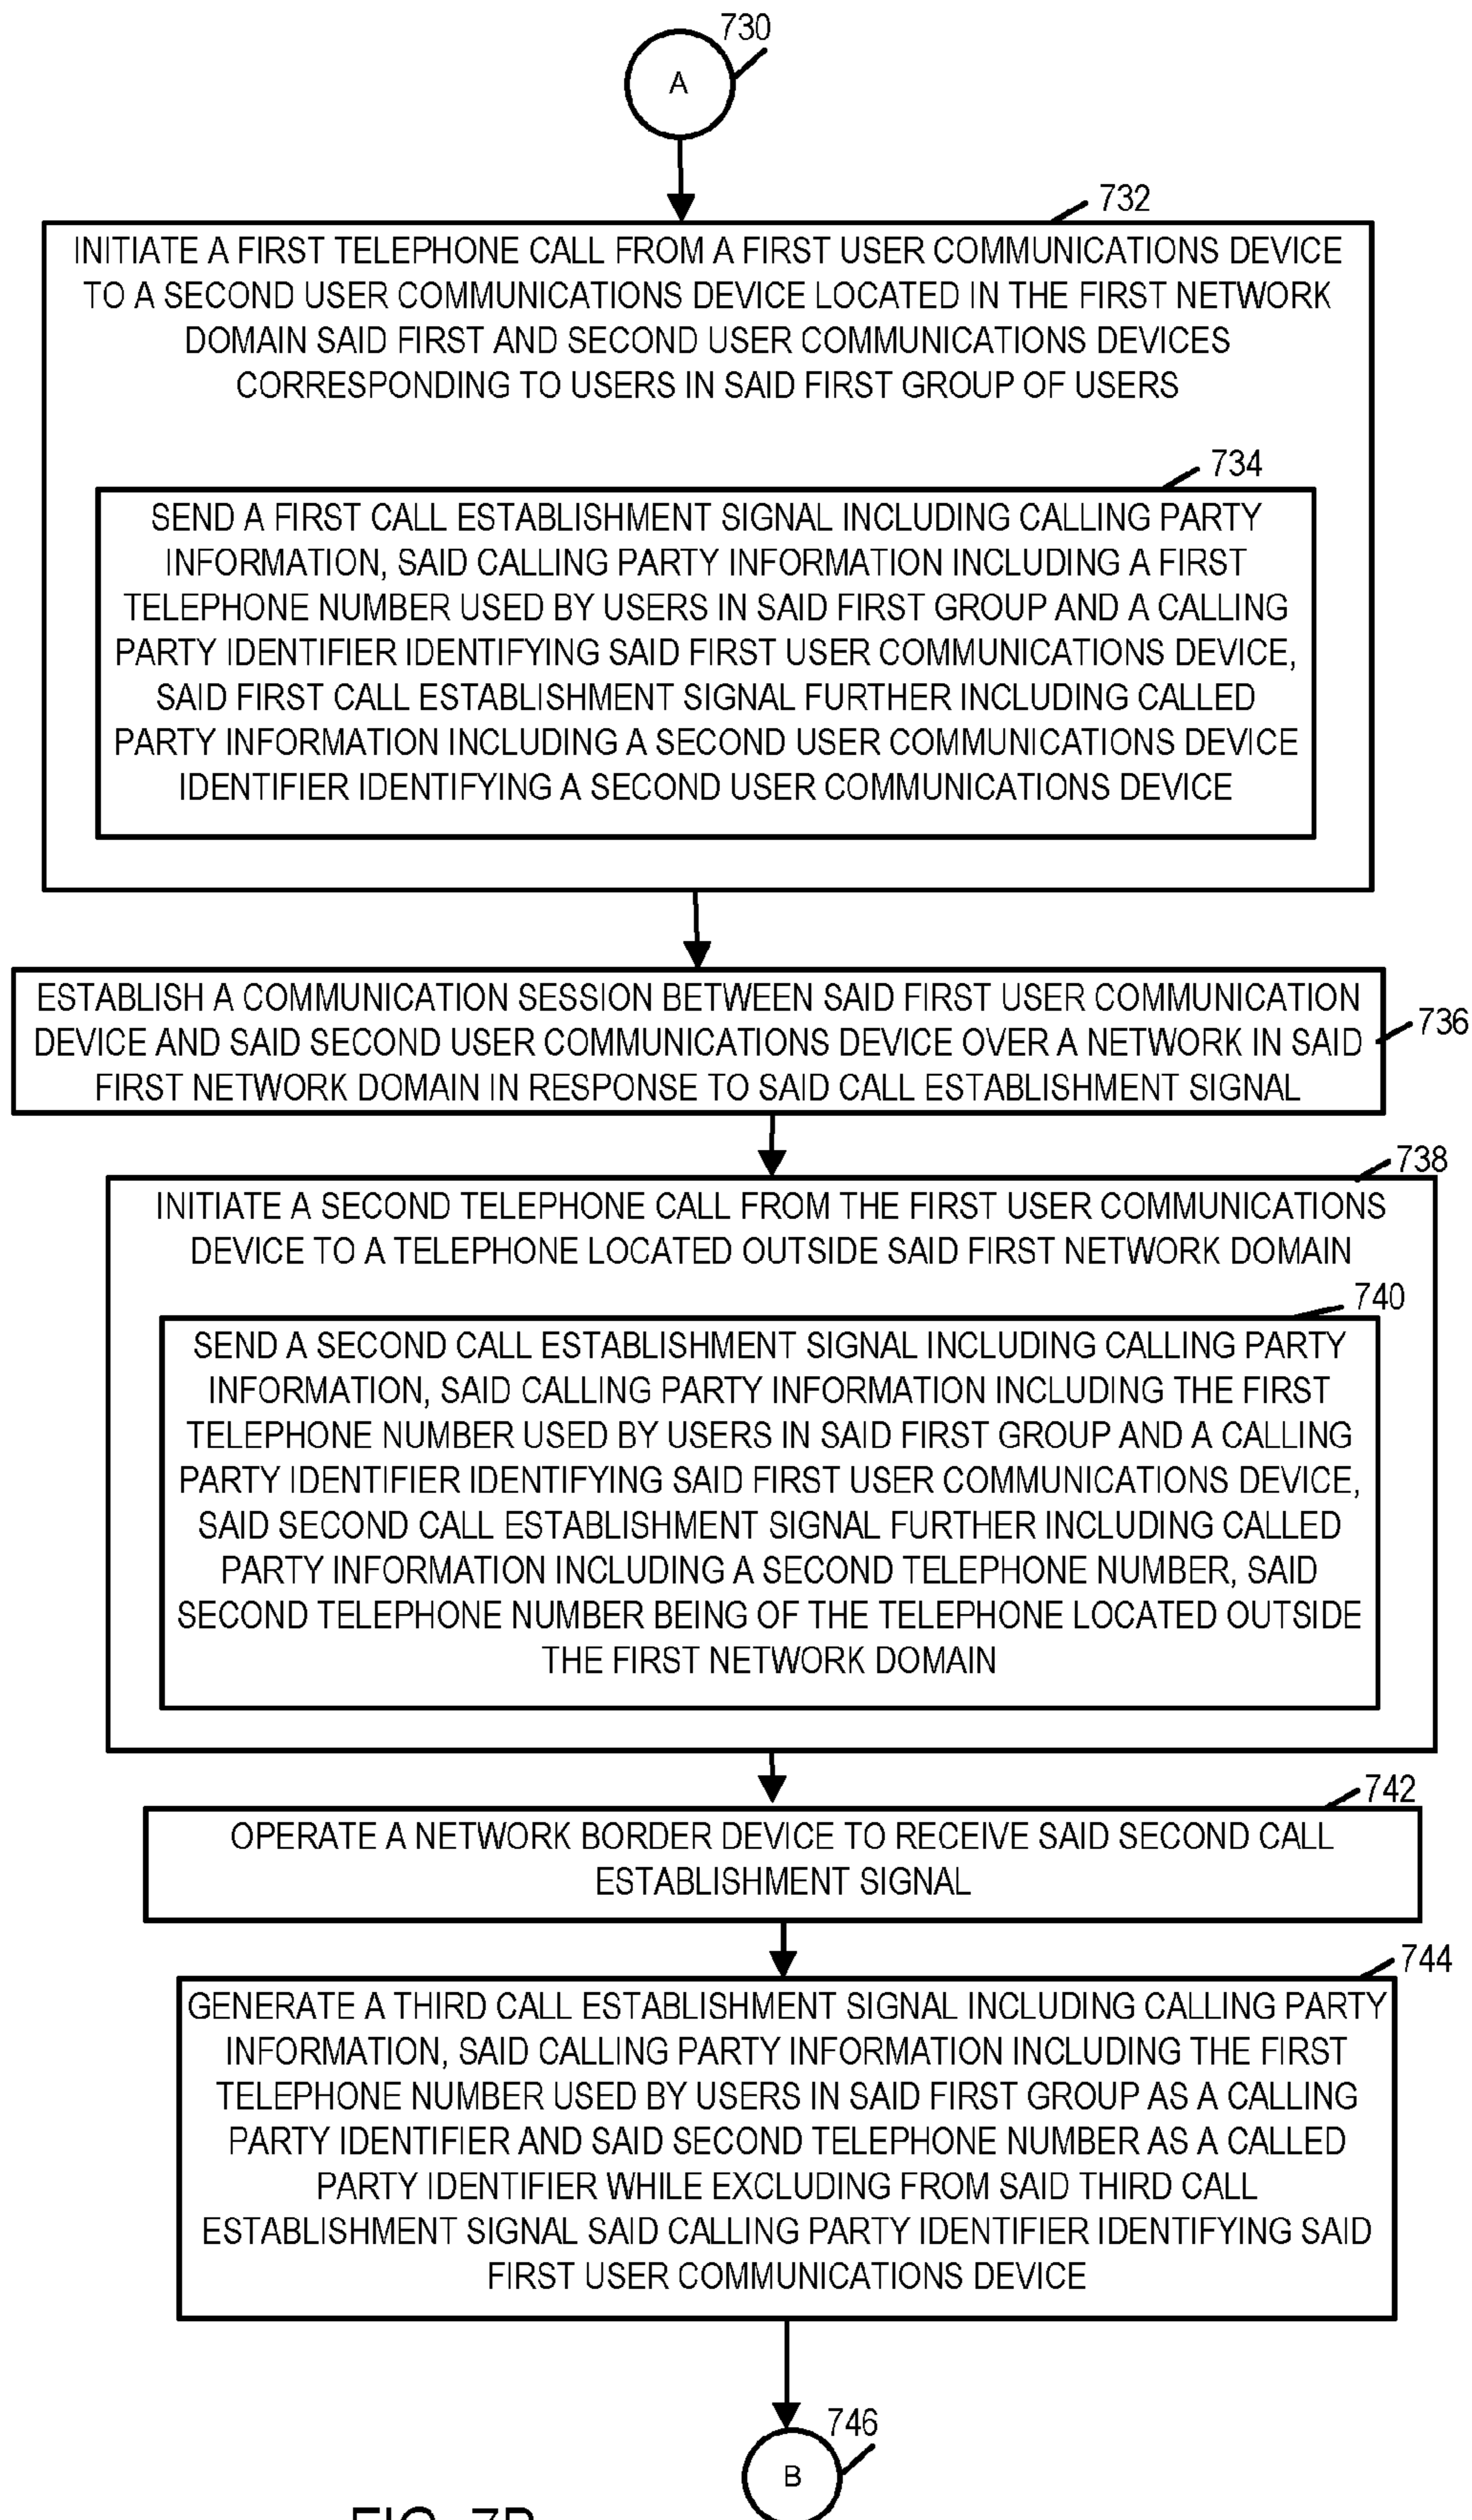 730
A
732
INITIATE A FIRST TELEPHONE CALL FROM A FIRST USER COMMUNICATIONS DEVICE
TO A SECOND USER COMMUNICATIONS DEVICE LOCATED IN THE FIRST NETWORK
DOMAIN SAID FIRST AND SECOND USER COMMUNICATIONS DEVICES
CORRESPONDING TO USERS IN SAID FIRST GROUP OF USERS
734
SEND A FIRST CALL ESTABLISHMENT SIGNAL INCLUDING CALLING PARTY
INFORMATION, SAID CALLING PARTY INFORMATION INCLUDING A FIRST
TELEPHONE NUMBER USED BY USERS IN SAID FIRST GROUP AND A CALLING
PARTY IDENTIFIER IDENTIFYING SAID FIRST USER COMMUNICATIONS DEVICE,
SAID FIRST CALL ESTABLISHMENT SIGNAL FURTHER INCLUDING CALLED
PARTY INFORMATION INCLUDING A SECOND USER COMMUNICATIONS DEVICE
IDENTIFIER IDENTIFYING A SECOND USER COMMUNICATIONS DEVICE
ESTABLISH A COMMUNICATION SESSION BETWEEN SAID FIRST USER COMMUNICATION
DEVICE AND SAID SECOND USER COMMUNICATIONS DEVICE OVER A NETWORK IN SAID
FIRST NETWORK DOMAIN IN RESPONSE TO SAID CALL ESTABLISHMENT SIGNAL
736
738
INITIATE A SECOND TELEPHONE CALL FROM THE FIRST USER COMMUNICATIONS
DEVICE TO A TELEPHONE LOCATED OUTSIDE SAID FIRST NETWORK DOMAIN
740
SEND A SECOND CALL ESTABLISHMENT SIGNAL INCLUDING CALLING PARTY
INFORMATION, SAID CALLING PARTY INFORMATION INCLUDING THE FIRST
TELEPHONE NUMBER USED BY USERS IN SAID FIRST GROUP AND A CALLING
PARTY IDENTIFIER IDENTIFYING SAID FIRST USER COMMUNICATIONS DEVICE,
SAID SECOND CALL ESTABLISHMENT SIGNAL FURTHER INCLUDING CALLED
PARTY INFORMATION INCLUDING A SECOND TELEPHONE NUMBER, SAID
SECOND TELEPHONE NUMBER BEING OF THE TELEPHONE LOCATED OUTSIDE
THE FIRST NETWORK DOMAIN
742
OPERATE A NETWORK BORDER DEVICE TO RECEIVE SAID SECOND CALL
ESTABLISHMENT SIGNAL
744
GENERATE A THIRD CALL ESTABLISHMENT SIGNAL INCLUDING CALLING PARTY
INFORMATION, SAID CALLING PARTY INFORMATION INCLUDING THE FIRST
TELEPHONE NUMBER USED BY USERS IN SAID FIRST GROUP AS A CALLING
PARTY IDENTIFIER AND SAID SECOND TELEPHONE NUMBER AS A CALLED
PARTY IDENTIFIER WHILE EXCLUDING FROM SAID THIRD CALL
ESTABLISHMENT SIGNAL SAID CALLING PARTY IDENTIFIER IDENTIFYING SAID
FIRST USER COMMUNICATIONS DEVICE
746
B